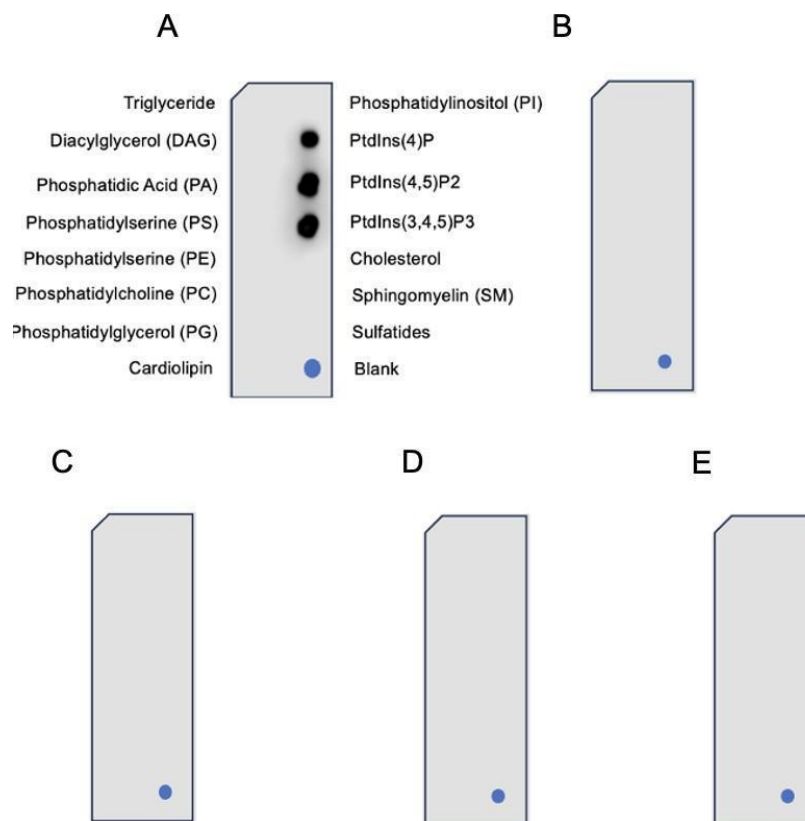 A
B
Triglyceride
Phosphatidylinositol (PI)
Diacylglycerol (DAG)
PtdIns(4)P
Phosphatidic Acid (PA)
PtdIns(4,5)P2
Phosphatidylserine (PS)
PtdIns(3,4,5)P3
Phosphatidylserine (PE)
Cholesterol
Phosphatidylcholine (PC)
Sphingomyelin (SM)
Phosphatidylglycerol (PG)
Sulfatides
Cardiolipin
Blank
C
D
E